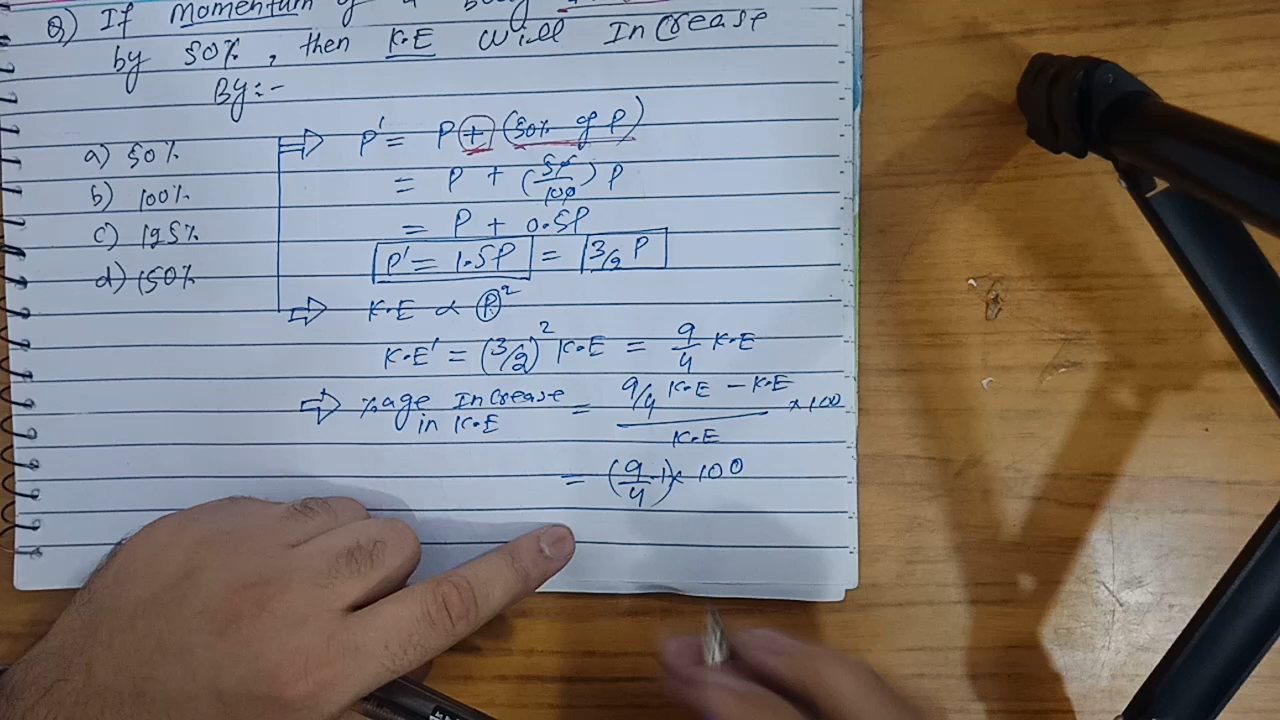 Q) If Momentum of a body
by 50%, then K.E will Increase
By:-
a) 50%
b) 100%
c) 125%
d) 150%
⇒ P' = P + (50% of P)
= P + (50/100) P
= P + 0.5P
P' = 1.5P = 3/2 P
⇒ K.E ∝ P²
K.E' = (3/2)² K.E = 9/4 K.E
⇒ %age Increase in K.E = (9/4 K.E - K.E)/K.E × 100
= (9/4 - 1) × 100